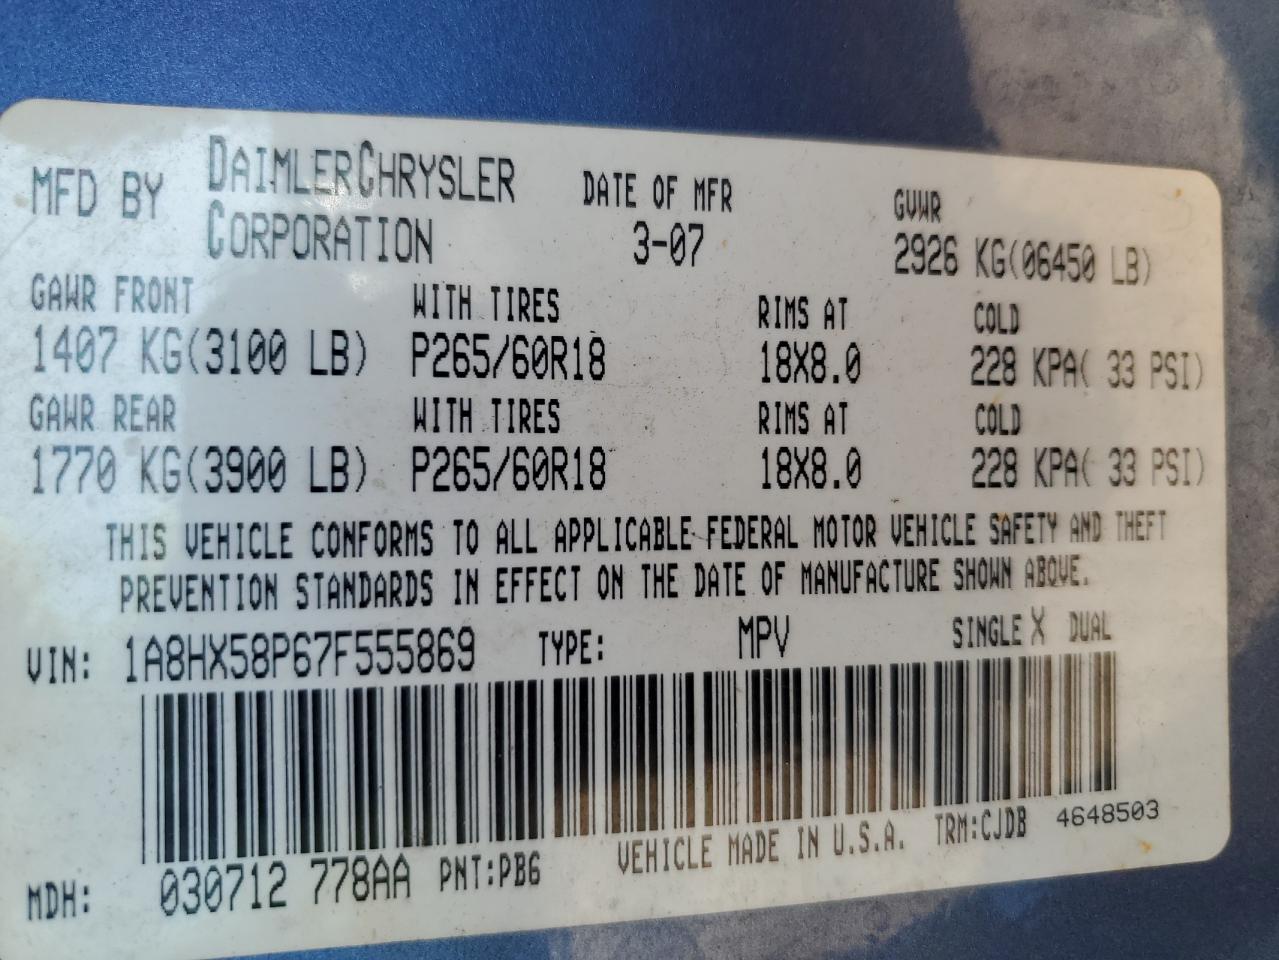 MFD BY DAIMLERCHRYSLER CORPORATION DATE OF MFR 3-07 GVWR 2926 KG(06450 LB)
GAWR FRONT WITH TIRES RIMS AT COLD
1407 KG(3100 LB) P265/60R18 18X8.0 228 KPA( 33 PSI)
GAWR REAR WITH TIRES RIMS AT COLD
1770 KG(3900 LB) P265/60R18 18X8.0 228 KPA( 33 PSI)
THIS VEHICLE CONFORMS TO ALL APPLICABLE FEDERAL MOTOR VEHICLE SAFETY AND THEFT
PREVENTION STANDARDS IN EFFECT ON THE DATE OF MANUFACTURE SHOWN ABOVE.
VIN: 1A8HX58P67F555869 TYPE: MPV SINGLE X DUAL
MDH: 030712 778AA PNT:PB6 VEHICLE MADE IN U.S.A. TRM:CJDB 4648503